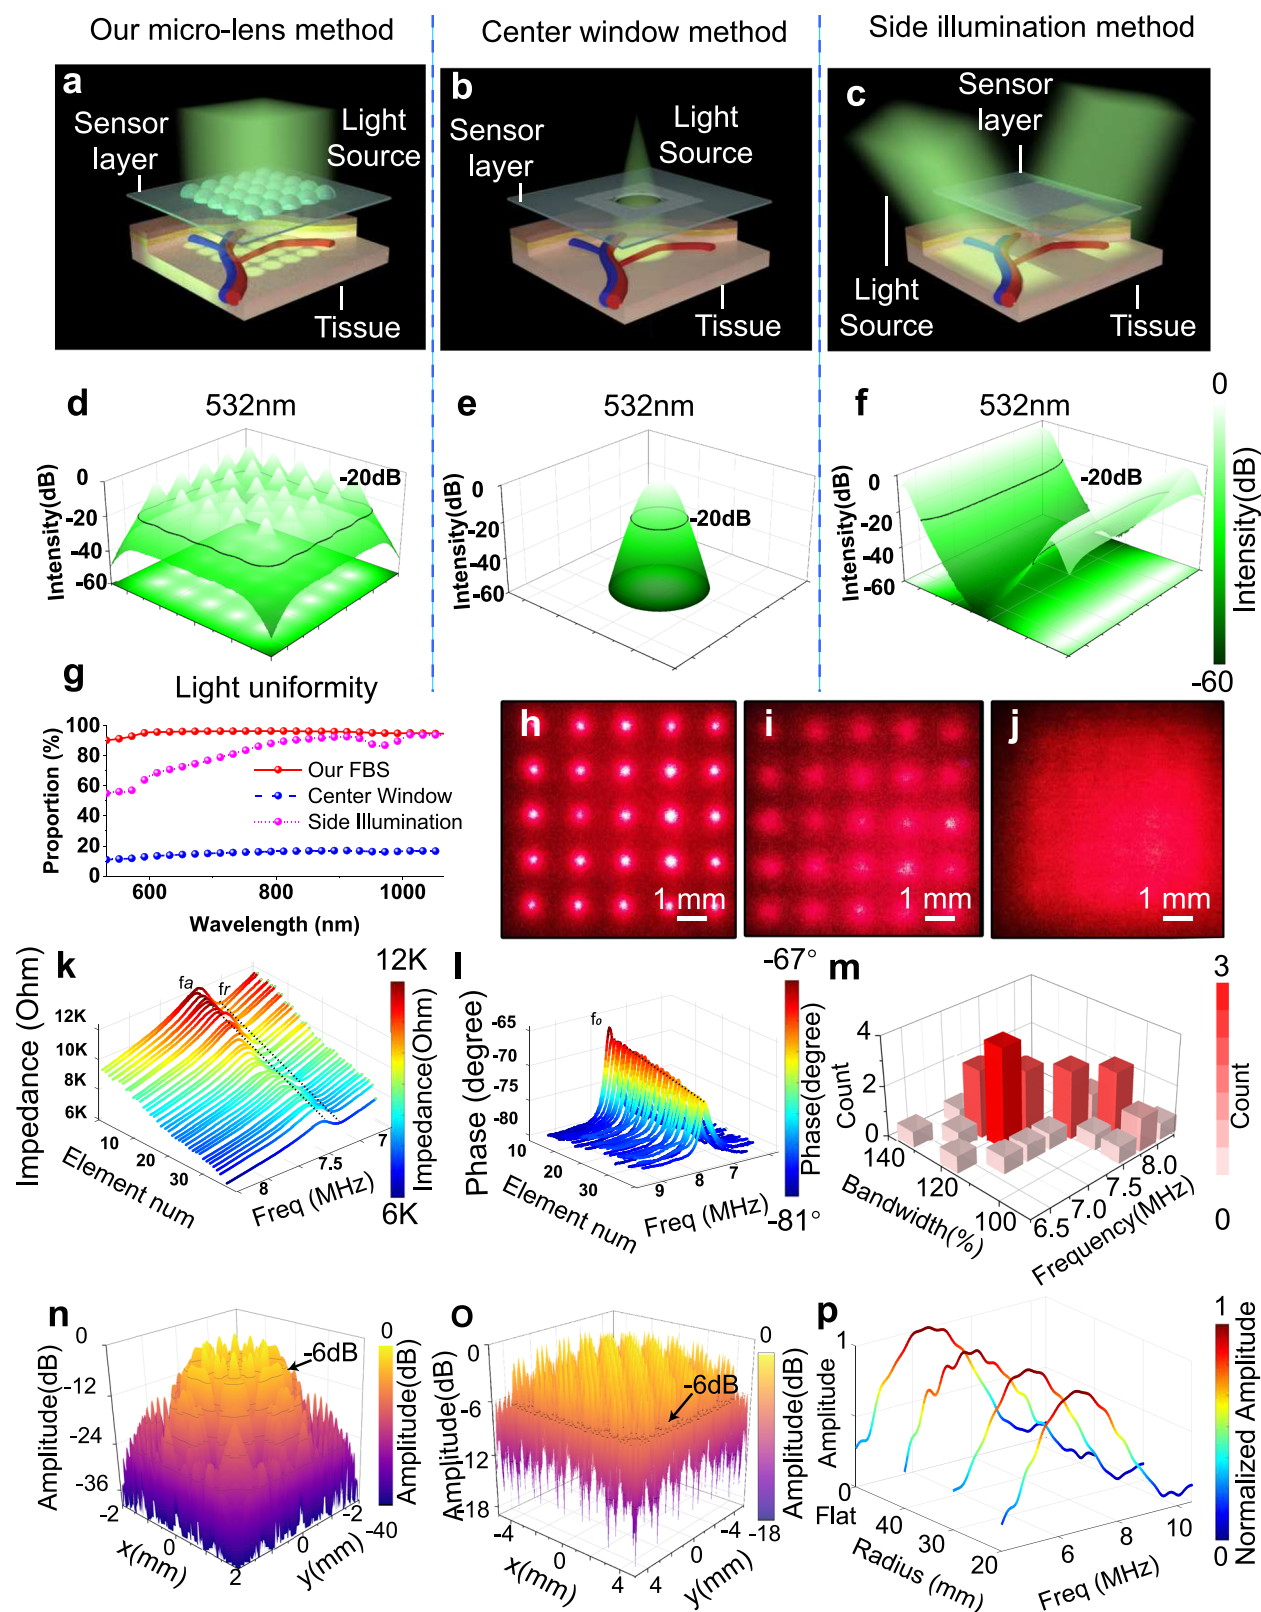 Our micro-lens method
Center window method
Side illumination method
a
Sensor
layer
Light
Source
Tissue
b
Sensor
layer
Light
Source
Tissue
c
Sensor
layer
Light
Source
Tissue
d
532nm
Intensity(dB)
0
-20
-40
-60
-20dB
e
532nm
Intensity(dB)
0
-20
-40
-60
-20dB
f
532nm
Intensity(dB)
0
-20
-40
-60
-20dB
0
Intensity(dB)
-60
g
Light uniformity
Proportion (%)
100
80
60
40
20
0
Our FBS
Center Window
Side Illumination
600
800
1000
Wavelength (nm)
h
1 mm
i
1 mm
j
1 mm
k
Impedance (Ohm)
12K
10K
8K
6K
fa
fr
10
20
30
Element num
8
7.5
7
Freq (MHz)
12K
Impedance(Ohm)
6K
l
Phase (degree)
-65
-70
-75
-80
fo
10
20
30
Element num
9
8
7
Freq (MHz)
-67°
Phase(degree)
-81°
m
Count
4
2
0
140
120
100
Bandwidth(%)
6.5
7.0
7.5
8.0
Frequency(MHz)
3
Count
0
n
Amplitude(dB)
0
-12
-24
-36
-6dB
-2
0
2
x(mm)
-2
0
y(mm)
0
Amplitude(dB)
-40
o
Amplitude(dB)
0
-6
-12
-18
-6dB
-4
0
4
x(mm)
-4
0
4
y(mm)
0
Amplitude(dB)
-18
p
Amplitude
1
0
Flat
40
30
20
Radius (mm)
6
8
10
Freq (MHz)
1
Normalized Amplitude
0